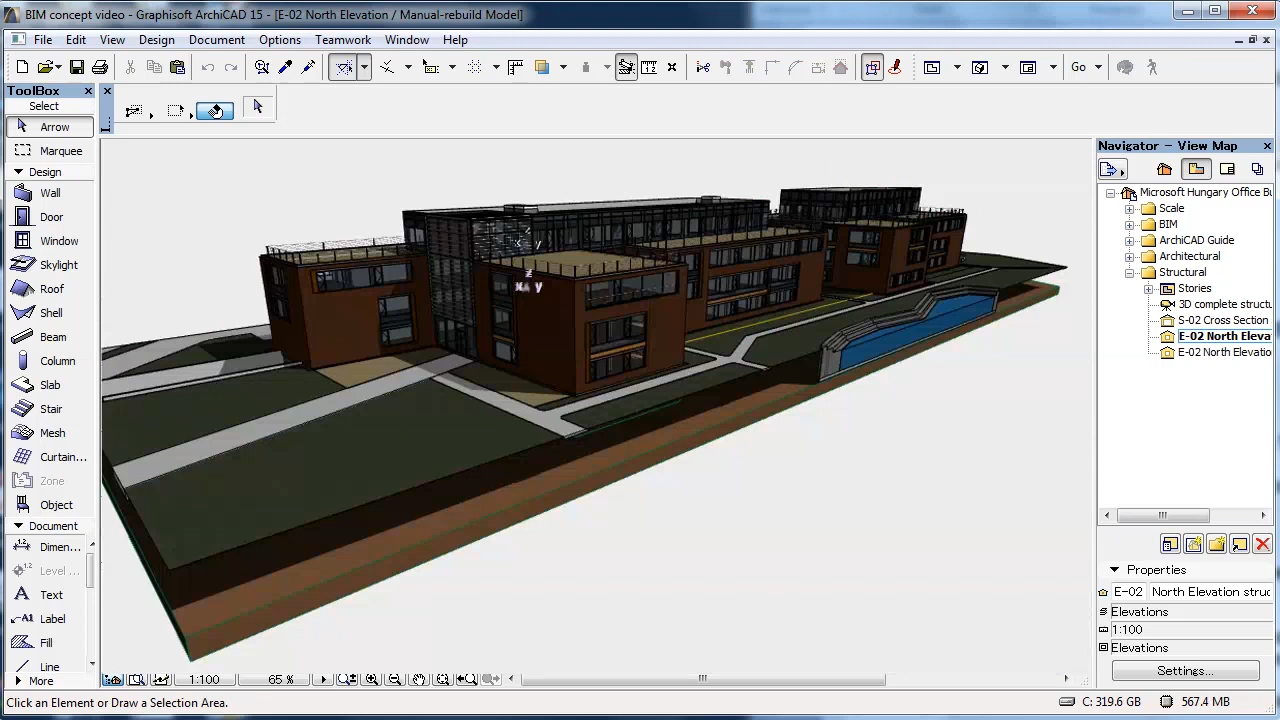 BIM concept video - Graphisoft ArchiCAD 15 - [E-02 North Elevation / Manual-rebuild Model]
File Edit View Design Document Options Teamwork Window Help
Go
ToolBox
Select
Arrow
Marquee
Design
Wall
Door
Window
Skylight
Roof
Shell
Beam
Column
Slab
Stair
Mesh
Curtain...
Zone
Object
Document
Dimen...
Level ...
Text
Label
Fill
Line
More
y
z
y
Navigator - View Map
Microsoft Hungary Office Bu
Scale
BIM
ArchiCAD Guide
Architectural
Structural
Stories
3D complete structu
S-02 Cross Section
E-02 North Eleva
E-02 North Elevatio
Properties
E-02 North Elevation struc
Elevations
1:100
Elevations
Settings...
1:100 65 %
Click an Element or Draw a Selection Area.
C: 319.6 GB 567.4 MB